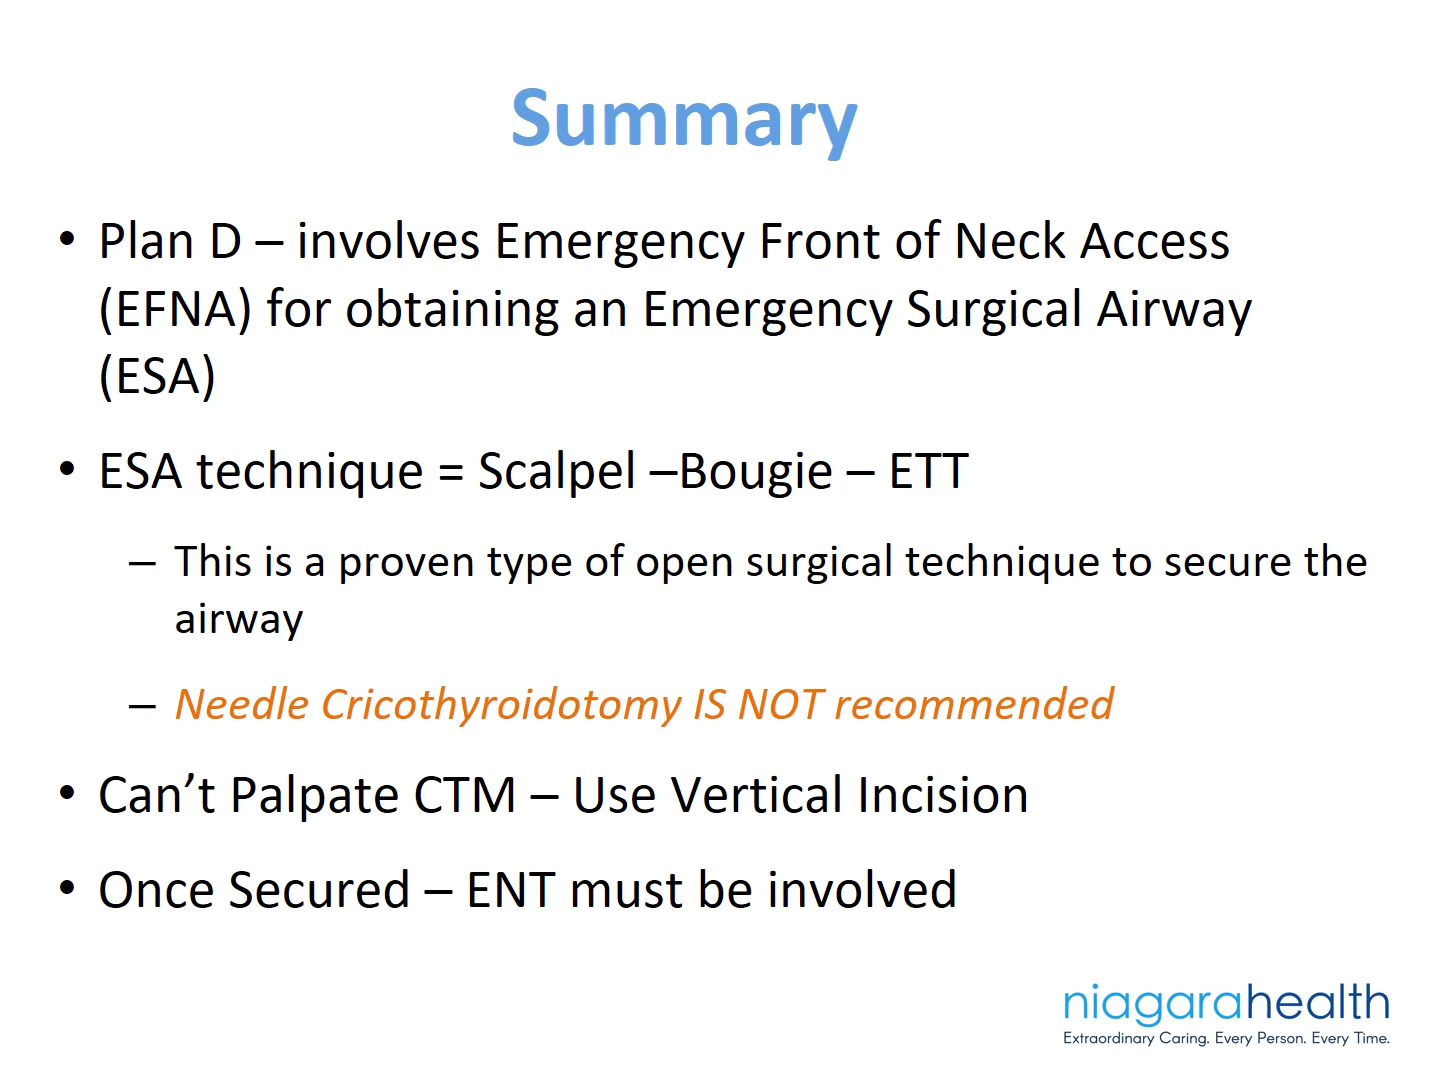 Summary
• Plan D – involves Emergency Front of Neck Access
(EFNA) for obtaining an Emergency Surgical Airway
(ESA)
• ESA technique = Scalpel –Bougie – ETT
– This is a proven type of open surgical technique to secure the
airway
– Needle Cricothyroidotomy IS NOT recommended
• Can’t Palpate CTM – Use Vertical Incision
• Once Secured – ENT must be involved
niagarahealth
Extraordinary Caring. Every Person. Every Time.